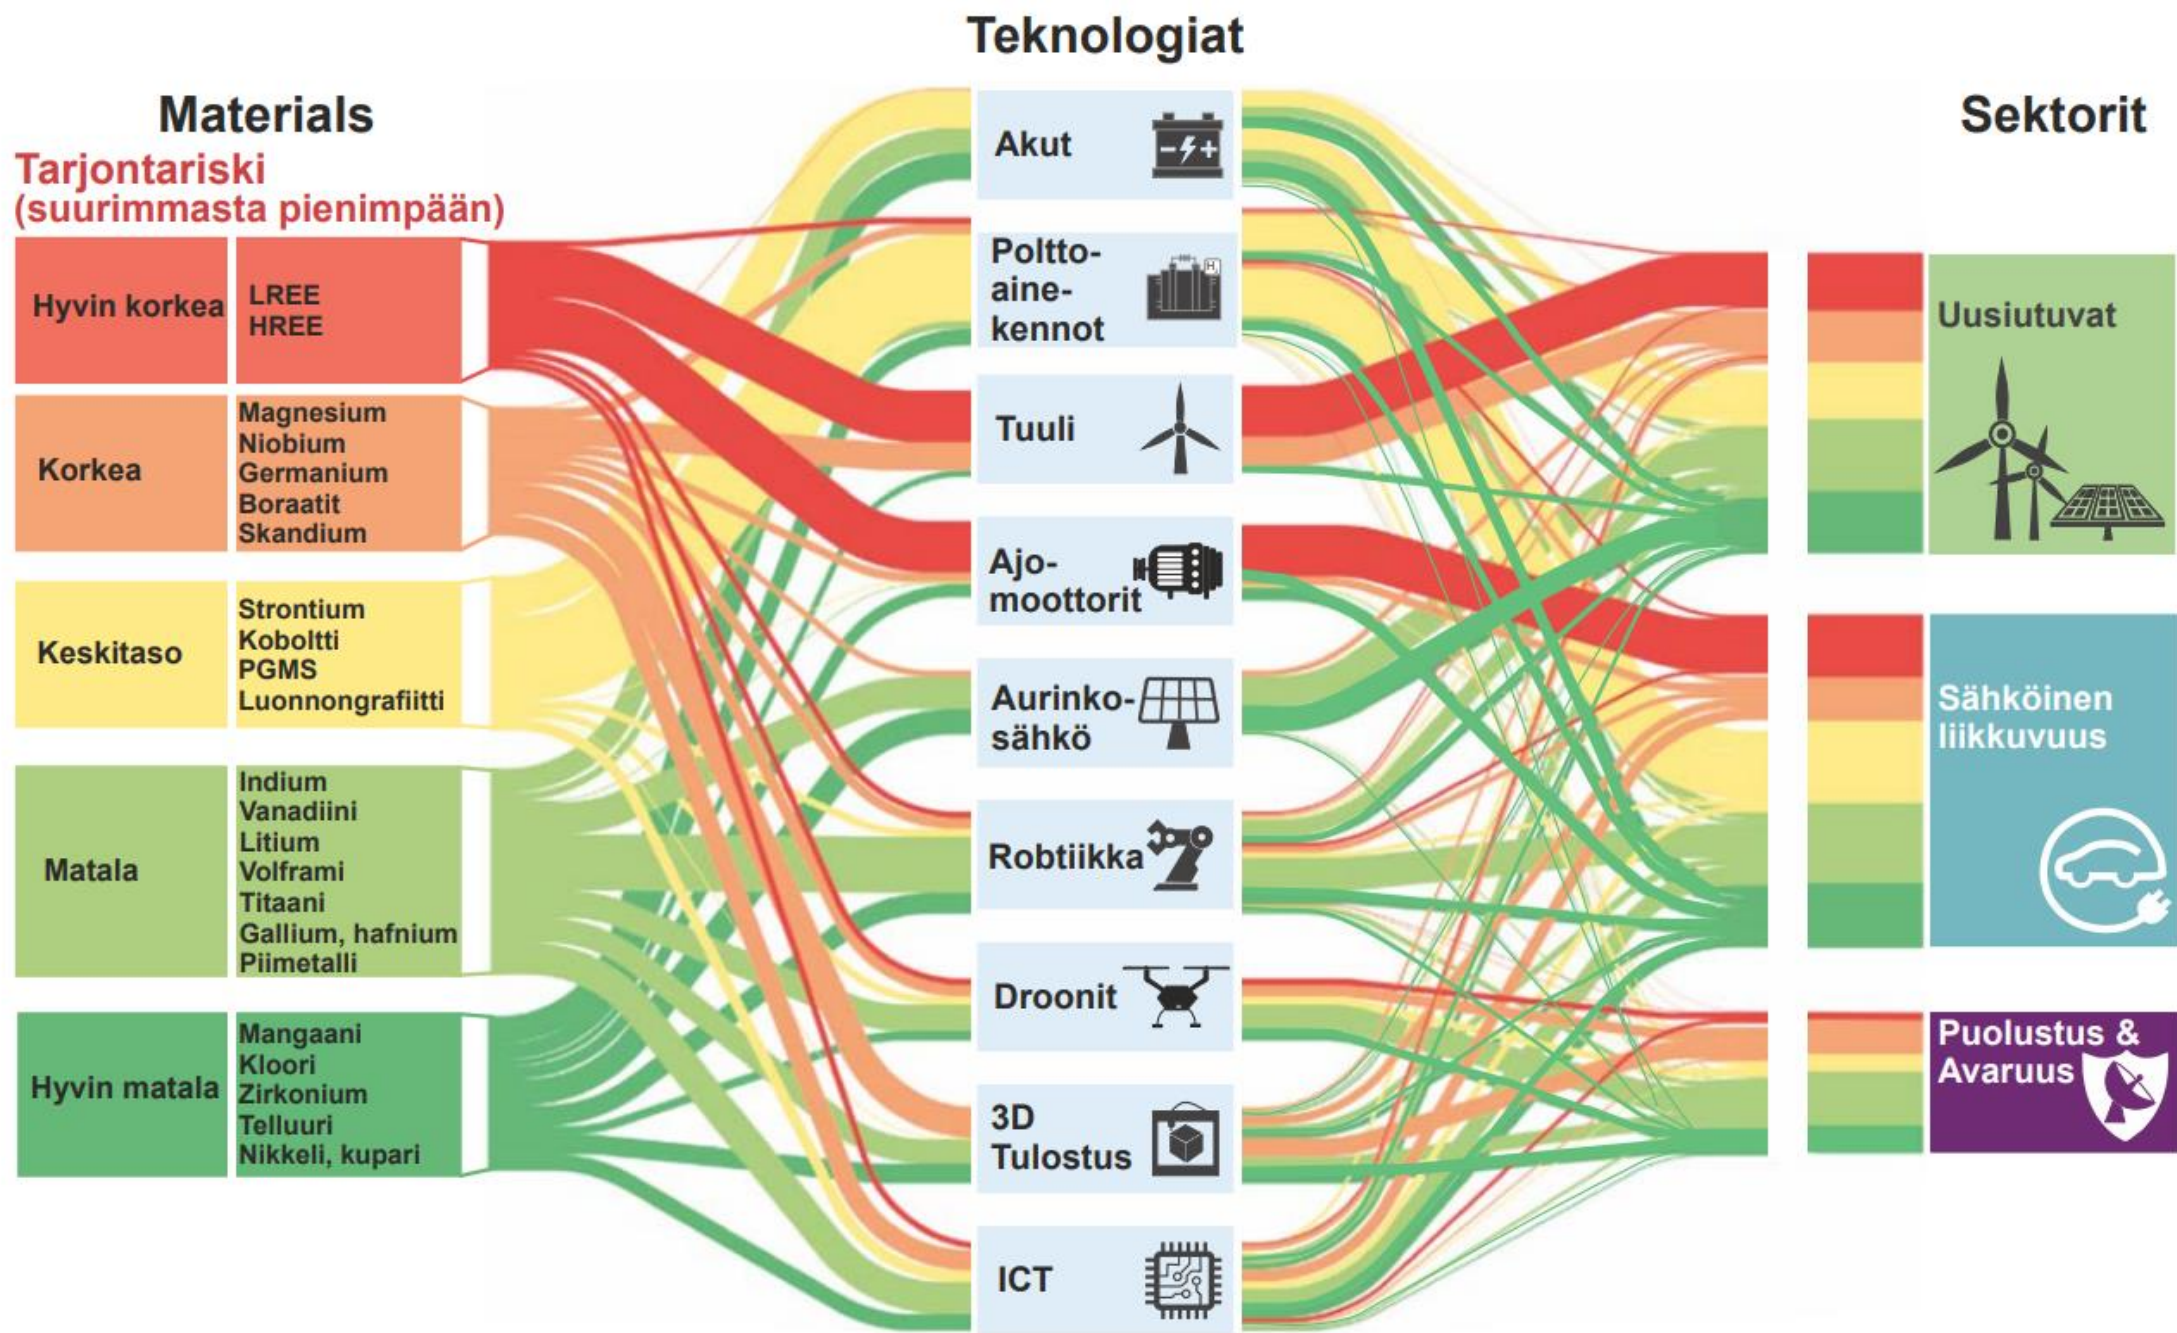 Teknologiat
Materials
Sektorit
Tarjontariski
(suurimmasta pienimpään)
Hyvin korkea
LREE
HREE
Korkea
Magnesium
Niobium
Germanium
Boraatit
Skandium
Keskitaso
Strontium
Koboltti
PGMS
Luonnongrafiitti
Matala
Indium
Vanadiini
Litium
Volframi
Titaani
Gallium, hafnium
Piimetalli
Hyvin matala
Mangaani
Kloori
Zirkonium
Telluuri
Nikkeli, kupari
Akut
Poltto-
aine-
kennot
H
Tuuli
Ajo-
moottorit
Aurinko-
sähkö
Robtiikka
Droonit
3D
Tulostus
ICT
Uusiutuvat
Sähköinen
liikkuvuus
Puolustus &
Avaruus